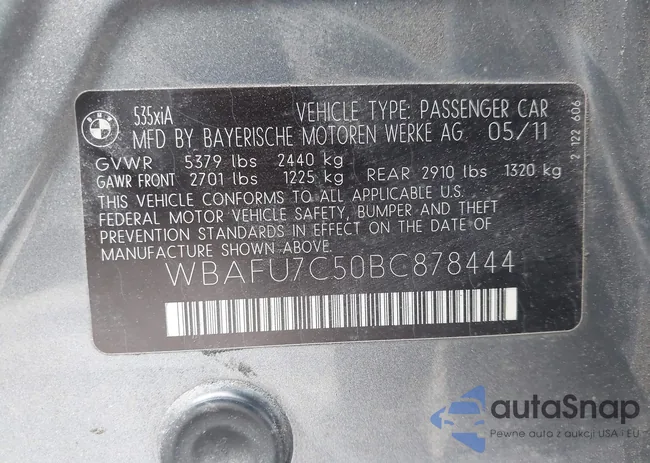 BMW
535xiA
VEHICLE TYPE: PASSENGER CAR
MFD BY BAYERISCHE MOTOREN WERKE AG 05/11
GVWR 5379 lbs 2440 kg
GAWR FRONT 2701 lbs 1225 kg REAR 2910 lbs 1320 kg
THIS VEHICLE CONFORMS TO ALL APPLICABLE U.S.
FEDERAL MOTOR VEHICLE SAFETY, BUMPER AND THEFT
PREVENTION STANDARDS IN EFFECT ON THE DATE OF
MANUFACTURE SHOWN ABOVE.
WBAFU7C50BC878444
2 122 606
autaSnap
Pewne auta z aukcji USA i EU